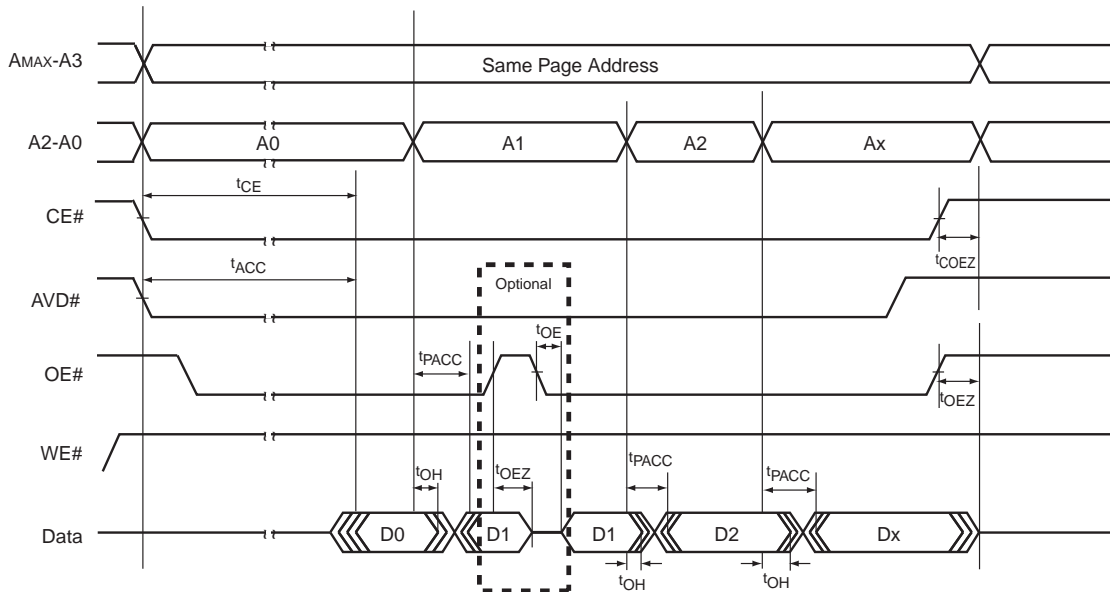 AMAX-A3
Same Page Address
A2-A0
A0
A1
A2
Ax
tCE
CE#
tCOEZ
tACC
Optional
AVD#
tOE
tPACC
OE#
tOEZ
WE#
tOH
tOEZ
tPACC
tPACC
Data
D0
D1
D1
D2
Dx
tOH
tOH